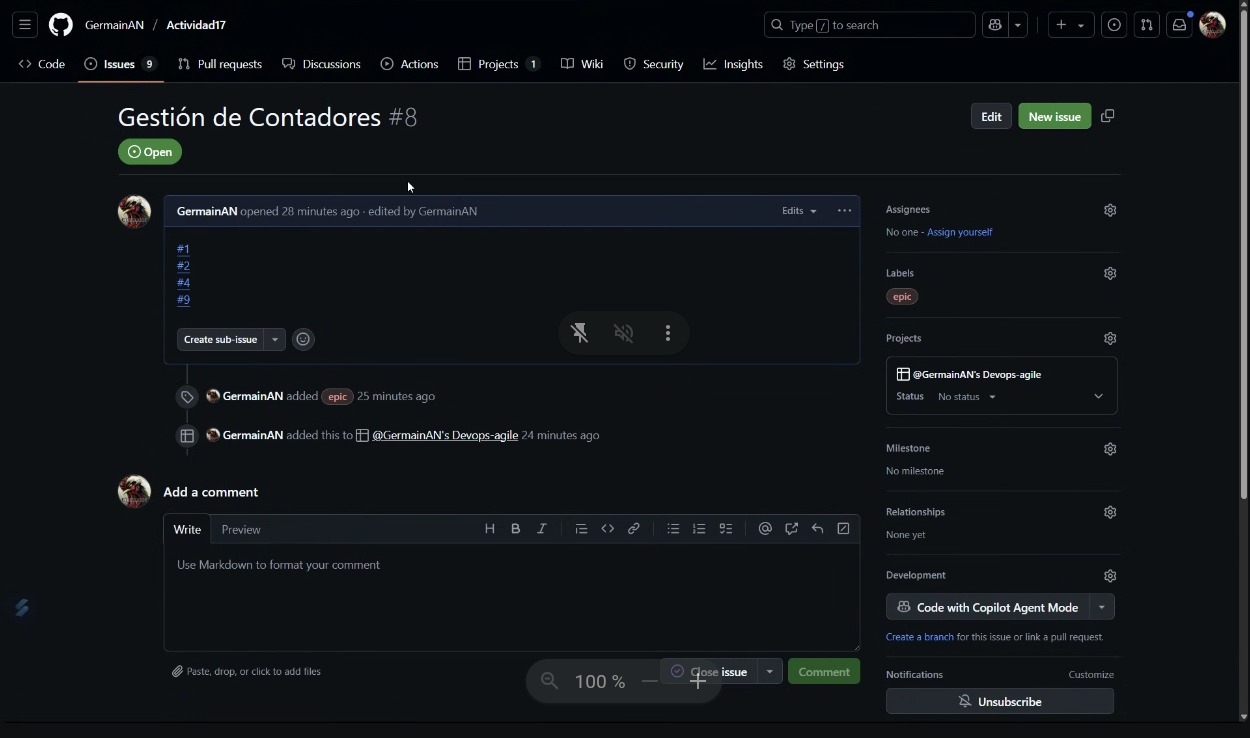 GermainAN / Actividad17
Type / to search
Code
Issues 9
Pull requests
Discussions
Actions
Projects 1
Wiki
Security
Insights
Settings
Gestión de Contadores #8
Edit
New issue
Open
GermainAN opened 28 minutes ago · edited by GermainAN
Edits
#1
#2
#4
#9
Create sub-issue
GermainAN added epic 25 minutes ago
GermainAN added this to @GermainAN's Devops-agile 24 minutes ago
Add a comment
Write
Preview
Use Markdown to format your comment
Paste, drop, or click to add files
100 %
Close issue
Comment
Assignees
No one - Assign yourself
Labels
epic
Projects
@GermainAN's Devops-agile
Status No status
Milestone
No milestone
Relationships
None yet
Development
Code with Copilot Agent Mode
Create a branch for this issue or link a pull request.
Notifications
Customize
Unsubscribe